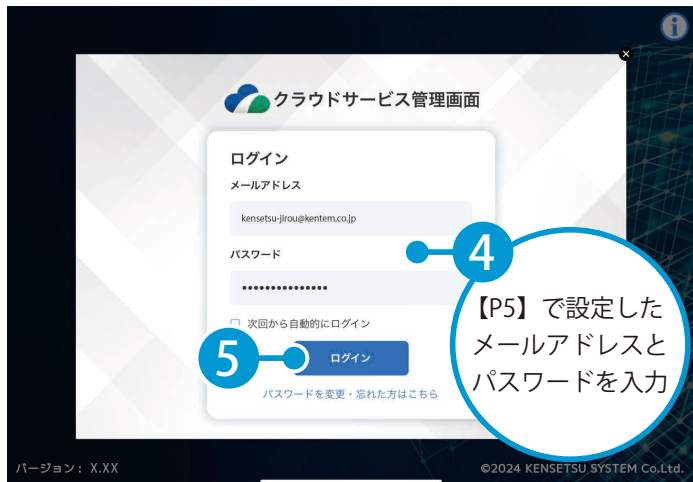 クラウドサービス管理画面
ログイン
メールアドレス
kensetsu-jirou@kentem.co.jp
パスワード
•••••••••••••••
4
【P5】で設定した
メールアドレスと
パスワードを入力
次回から自動的にログイン
5
ログイン
パスワードを変更・忘れた方はこちら
バージョン： X.XX
©2024 KENSETSU SYSTEM Co.Ltd.